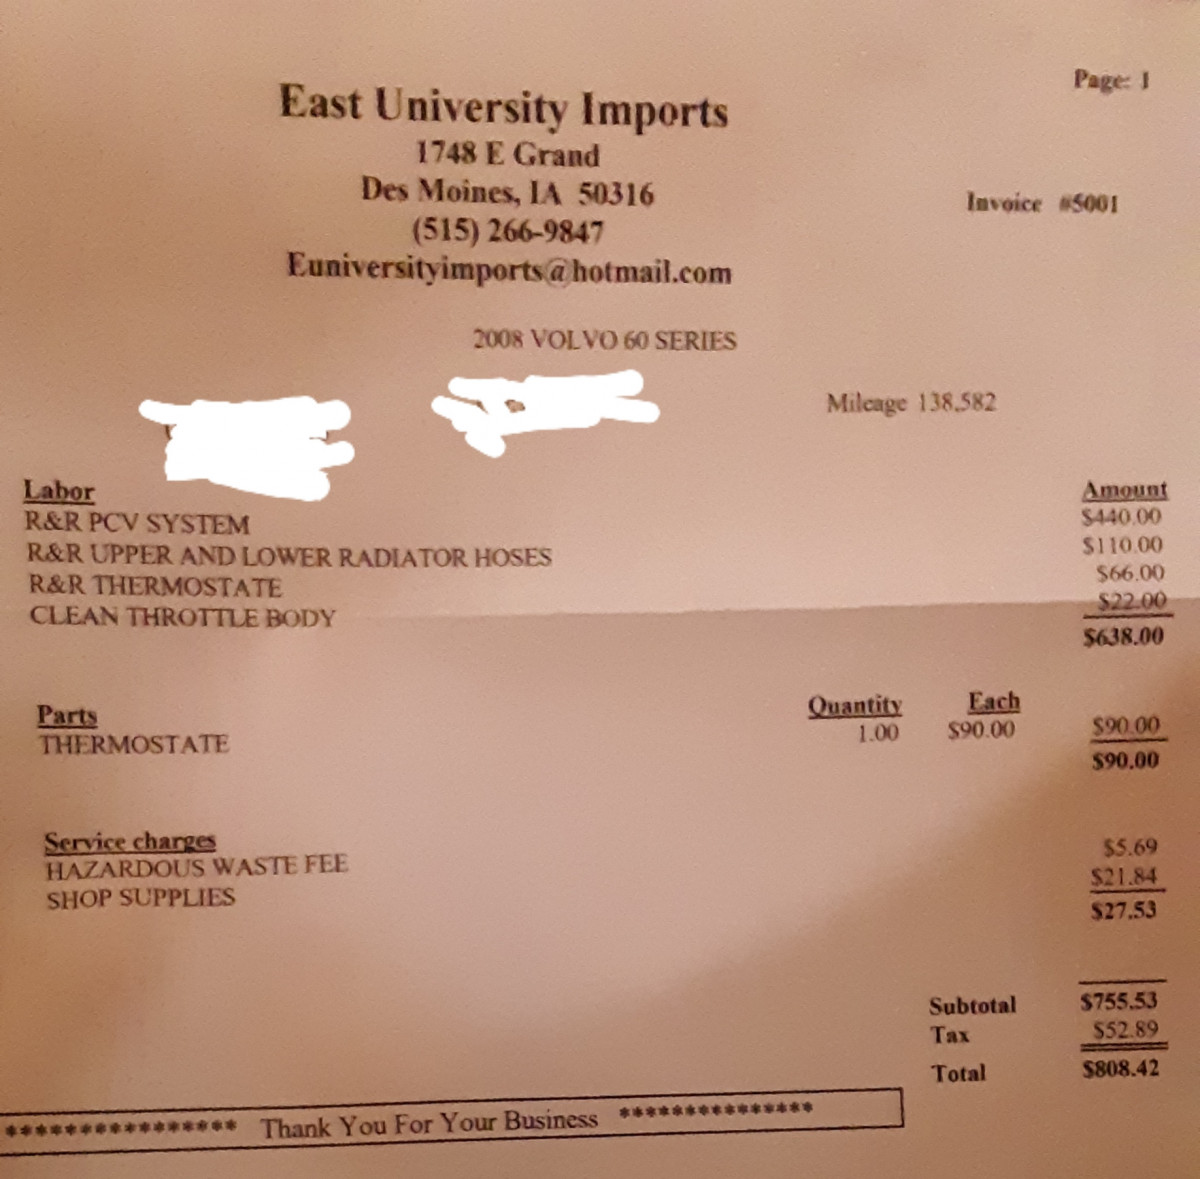 Page: 1
East University Imports
1748 E Grand
Des Moines, IA 50316
Invoice #5001
(515) 266-9847
Euniversityimports@hotmail.com
2008 VOLVO 60 SERIES
Mileage 138,582
Labor Amount
R&R PCV SYSTEM $440.00
R&R UPPER AND LOWER RADIATOR HOSES $110.00
R&R THERMOSTATE $66.00
CLEAN THROTTLE BODY $22.00
$638.00
Parts Quantity Each
THERMOSTATE 1.00 $90.00 $90.00
$90.00
Service charges
HAZARDOUS WASTE FEE $5.69
SHOP SUPPLIES $21.84
$27.53
Subtotal $755.53
Tax $52.89
Total $808.42
**************** Thank You For Your Business ***************